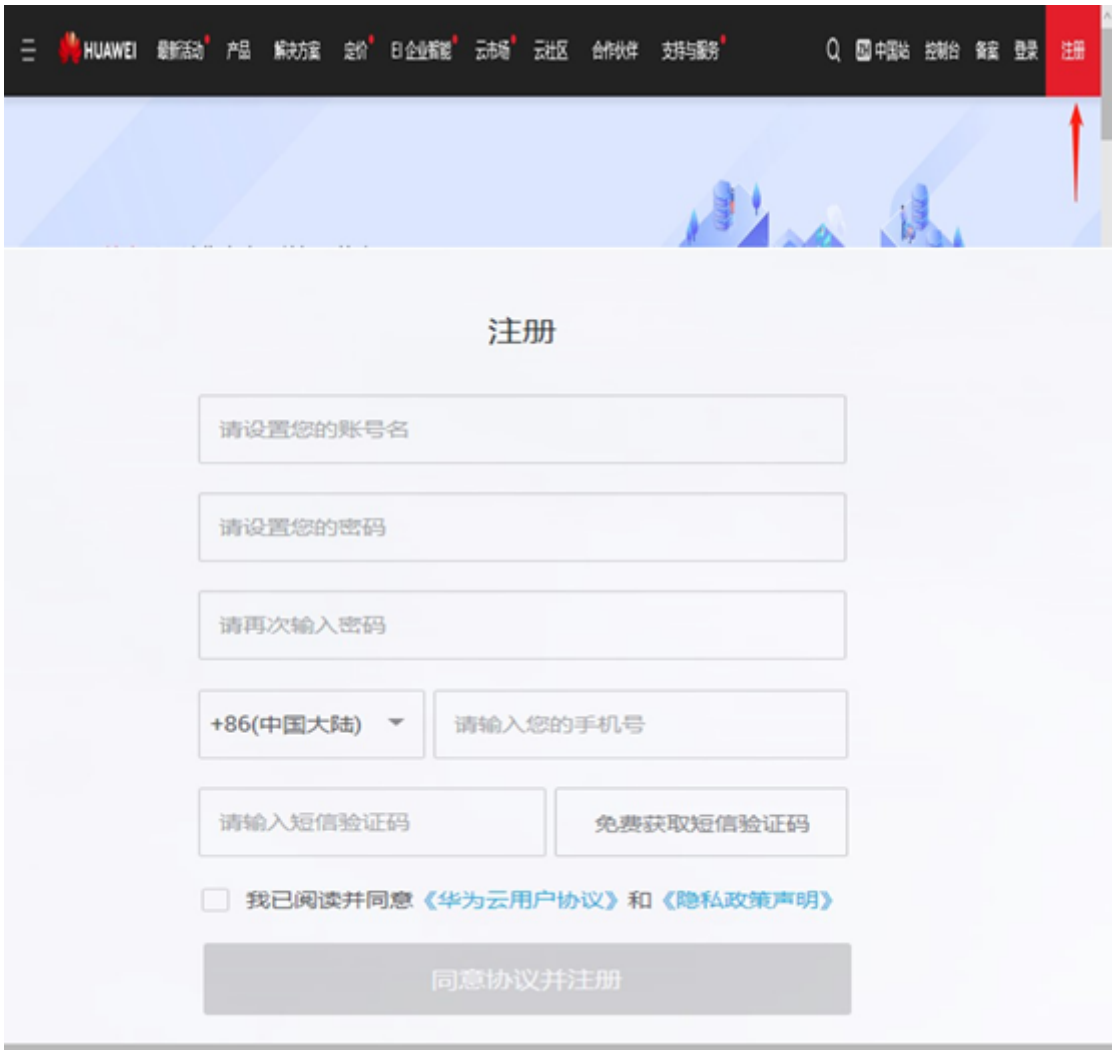 HUAWEI 最新活动 产品 解决方案 定价 EI企业智能 云市场 云社区 合作伙伴 支持与服务 中国站 控制台 备案 登录 注册
注册
请设置您的账号名
请设置您的密码
请再次输入密码
+86(中国大陆) 请输入您的手机号
请输入短信验证码 免费获取短信验证码
我已阅读并同意《华为云用户协议》和《隐私政策声明》
同意协议并注册